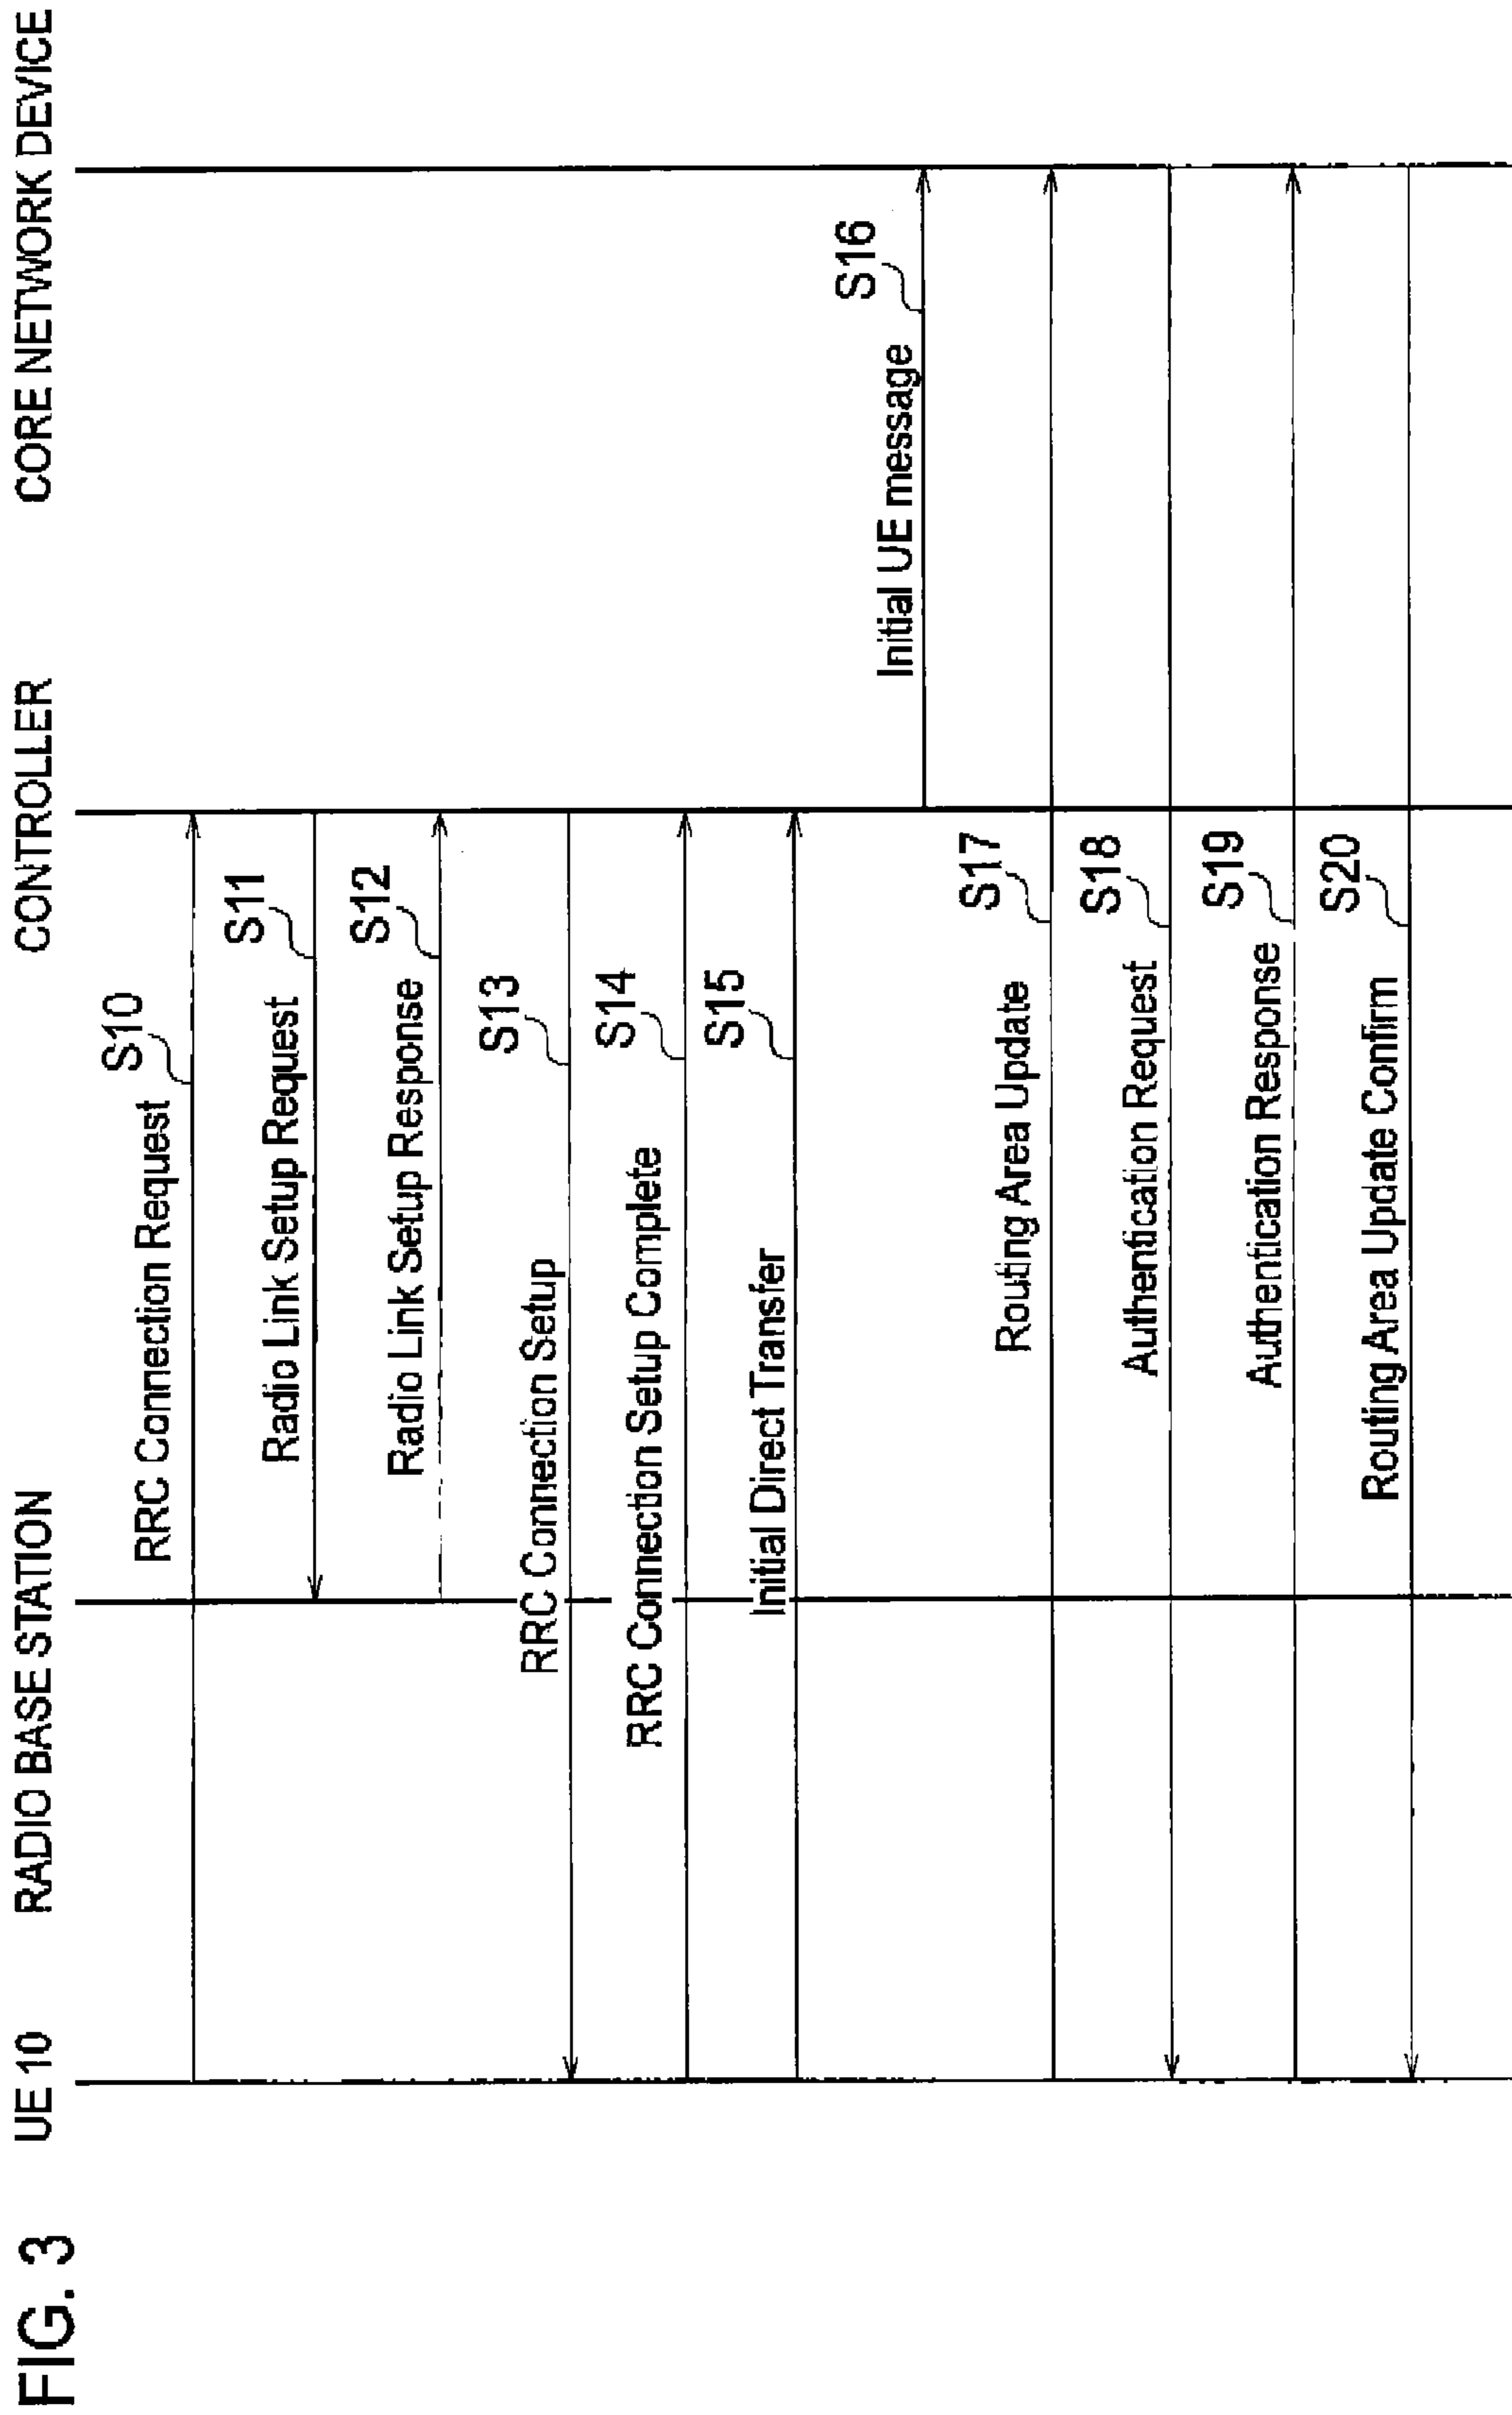 FIG. 3
UE 10
RADIO BASE STATION
CONTROLLER
CORE NETWORK DEVICE
RRC Connection Request
S10
Radio Link Setup Request
S11
Radio Link Setup Response
S12
RRC Connection Setup
S13
RRC Connection Setup Complete
S14
Initial Direct Transfer
S15
Initial UE message
S16
Routing Area Update
S17
Authentication Request
S18
Authentication Response
S19
Routing Area Update Confirm
S20